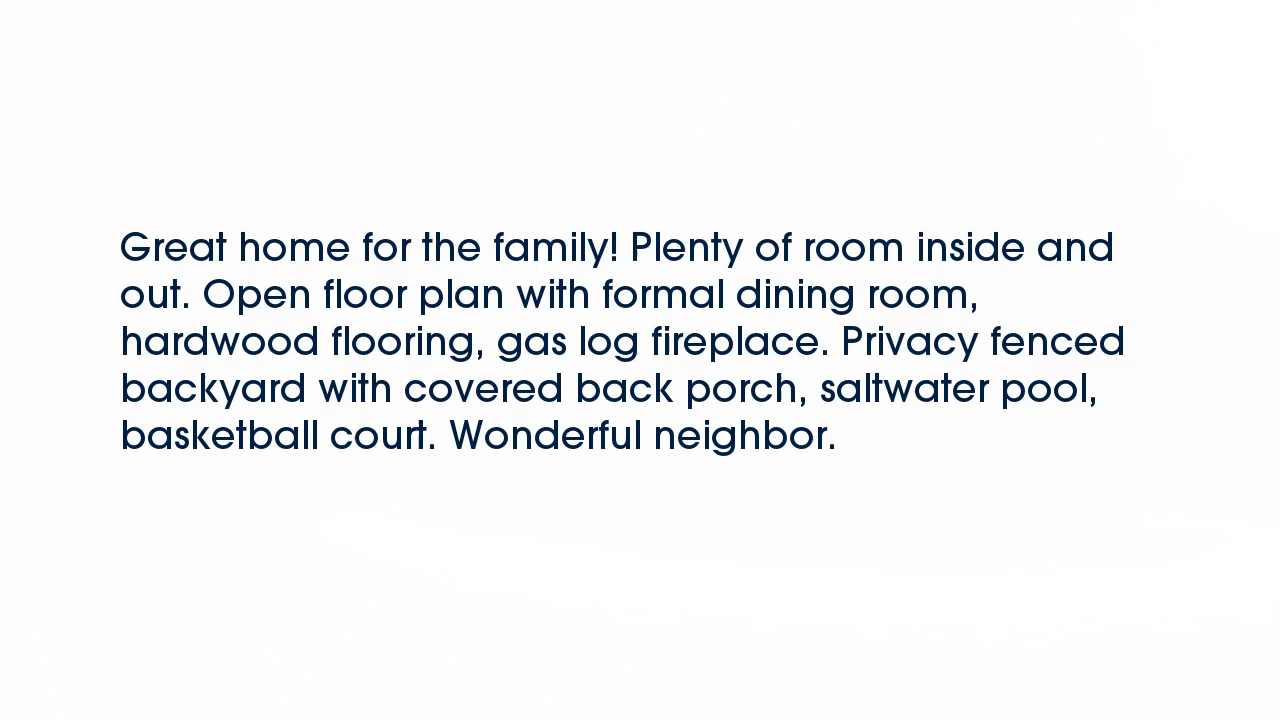 Great home for the family! Plenty of room inside and
out. Open floor plan with formal dining room,
hardwood flooring, gas log fireplace. Privacy fenced
backyard with covered back porch, saltwater pool,
basketball court. Wonderful neighbor.